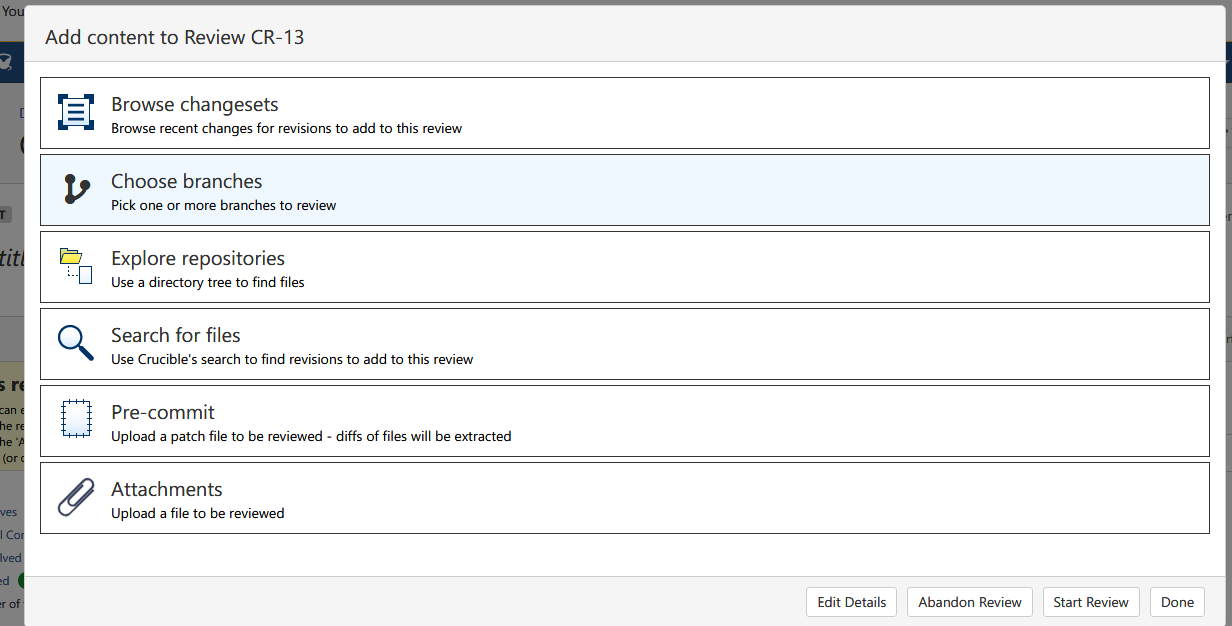 You
Add content to Review CR-13
Browse changesets
Browse recent changes for revisions to add to this review
Choose branches
Pick one or more branches to review
Explore repositories
Use a directory tree to find files
Search for files
Use Crucible's search to find revisions to add to this review
Pre-commit
Upload a patch file to be reviewed - diffs of files will be extracted
Attachments
Upload a file to be reviewed
Edit Details
Abandon Review
Start Review
Done